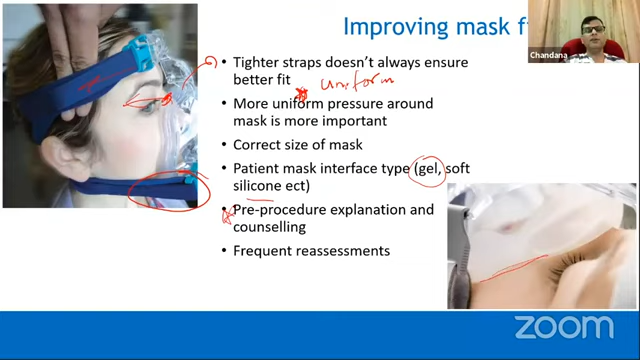 Improving mask f
Chandana
Tighter straps doesn't always ensure
better fit
uniform
More uniform pressure around
mask is more important
Correct size of mask
Patient mask interface type (gel, soft
silicone ect)
Pre-procedure explanation and
counselling
Frequent reassessments
zoom